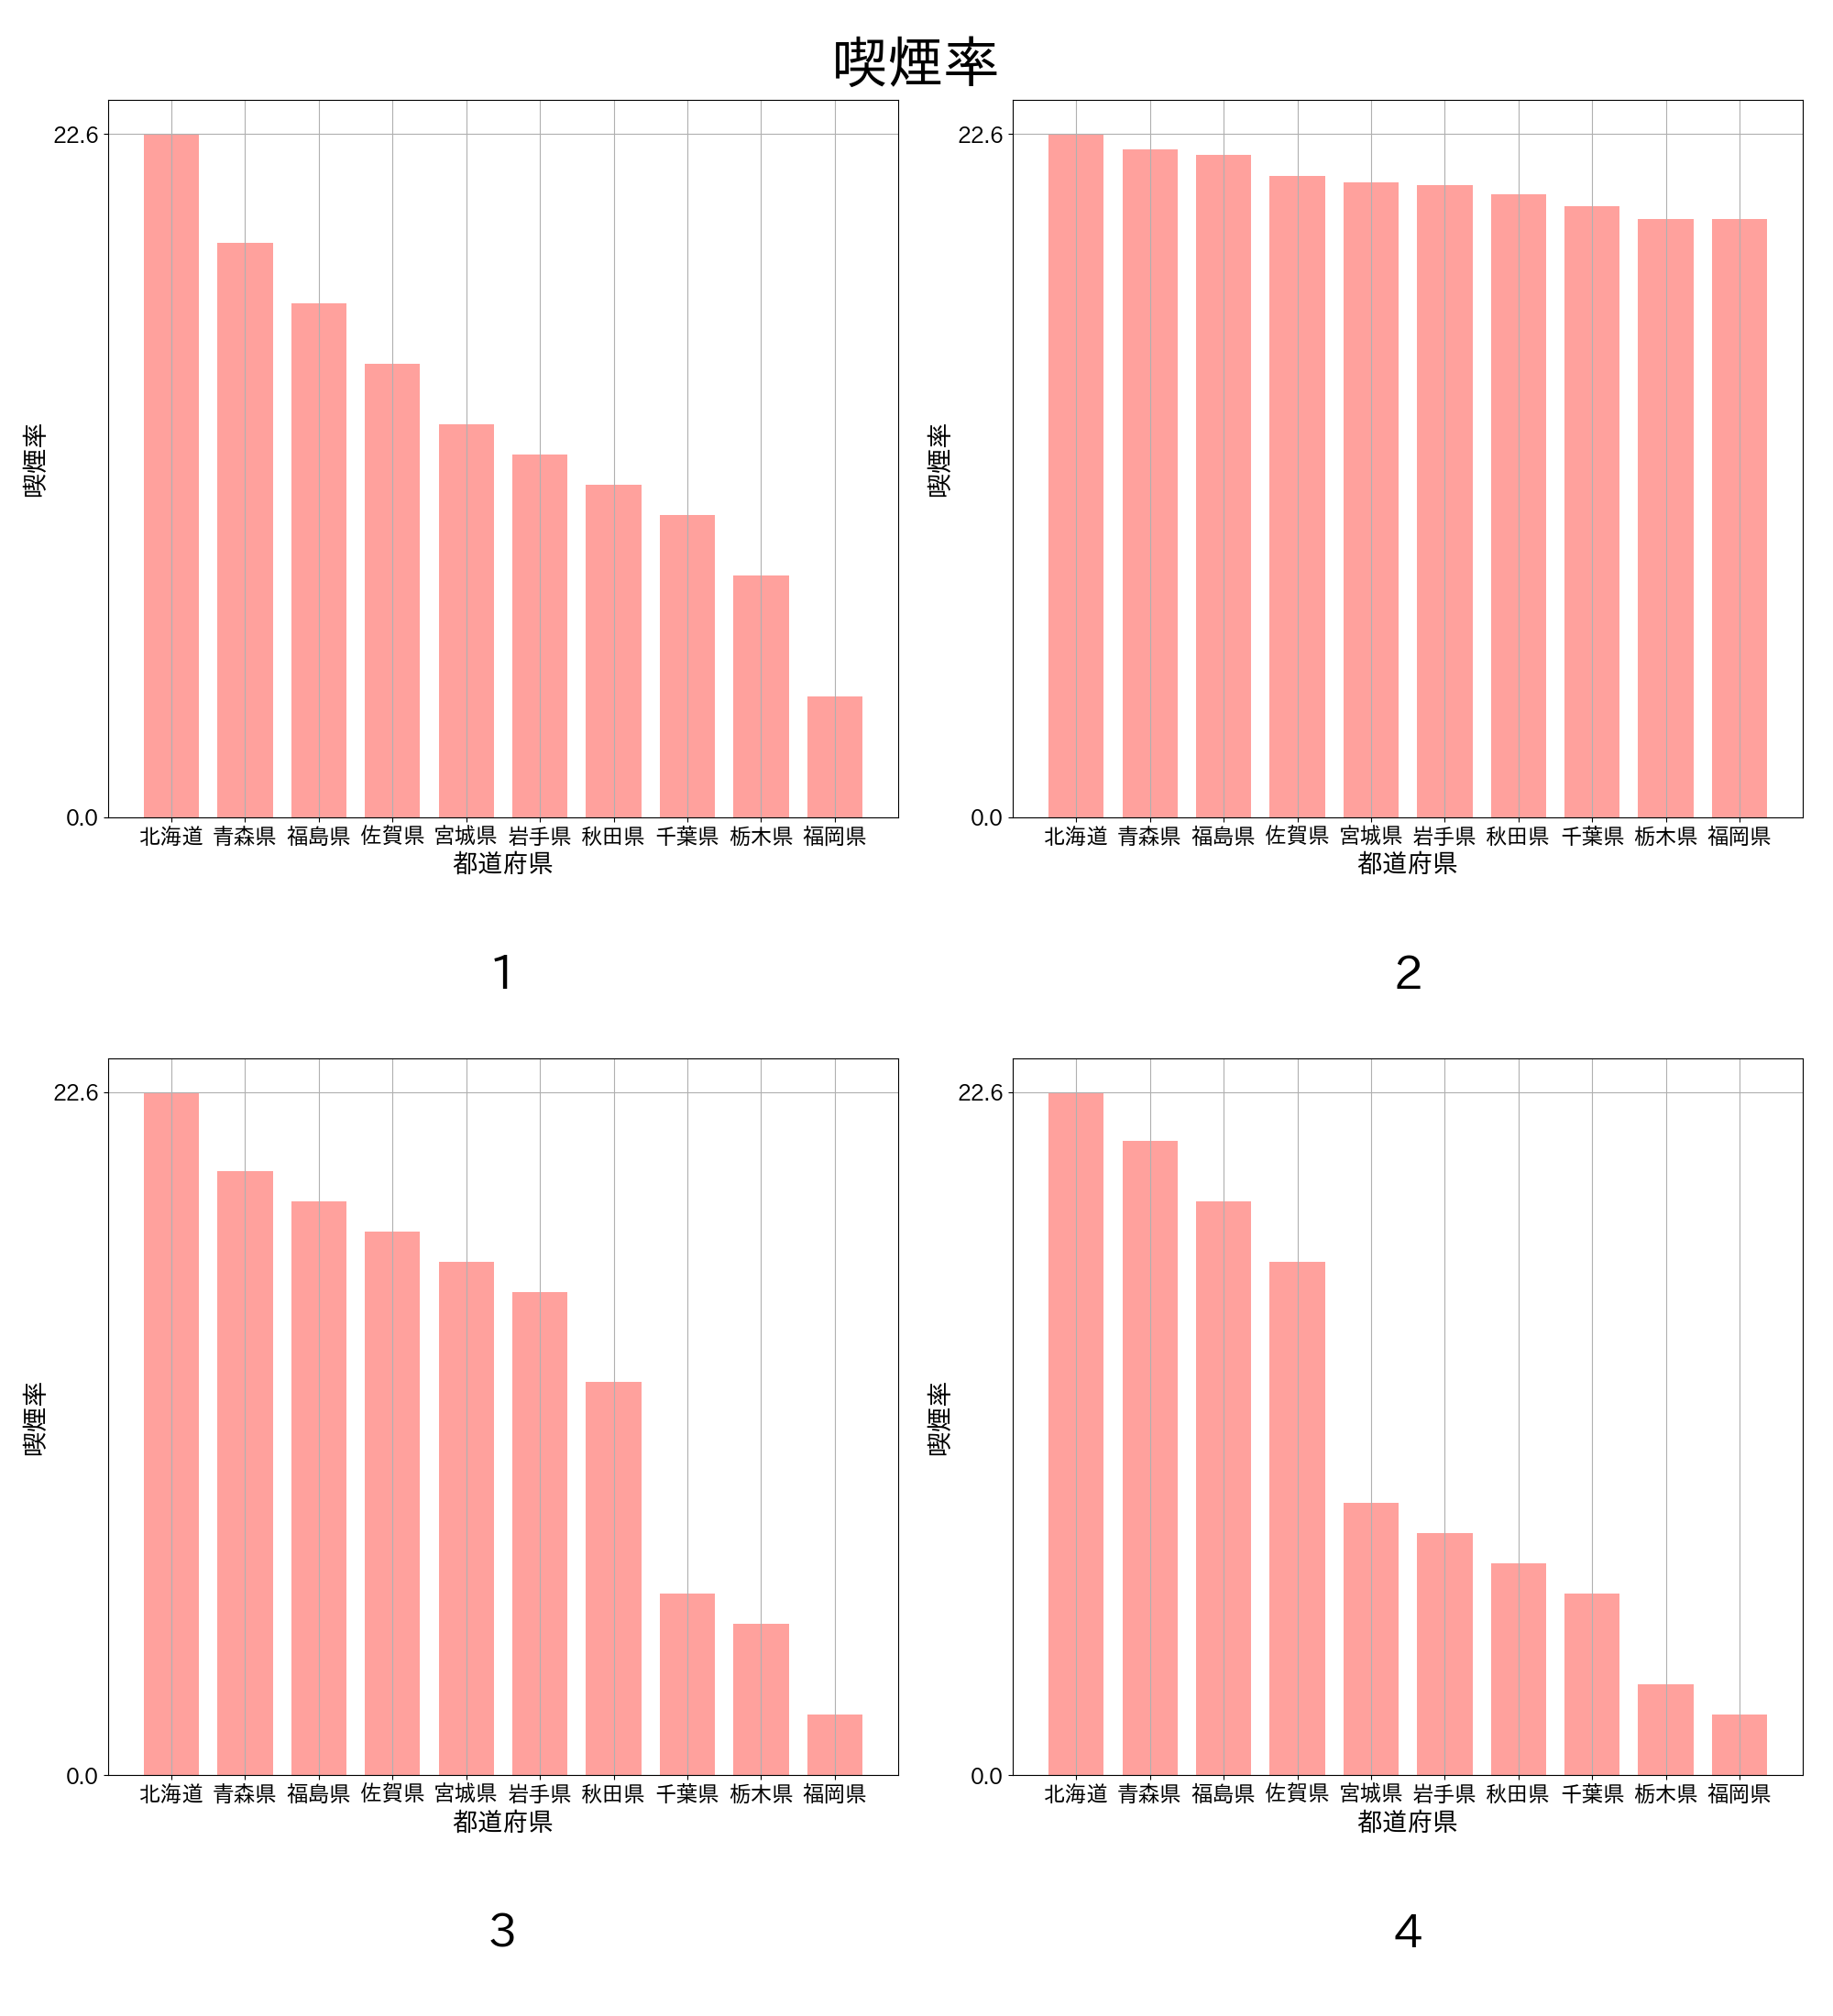 喫煙率
22.6
0.0
喫煙率
北海道 青森県 福島県 佐賀県 宮城県 岩手県 秋田県 千葉県 栃木県 福岡県
都道府県
1
22.6
0.0
喫煙率
北海道 青森県 福島県 佐賀県 宮城県 岩手県 秋田県 千葉県 栃木県 福岡県
都道府県
2
22.6
0.0
喫煙率
北海道 青森県 福島県 佐賀県 宮城県 岩手県 秋田県 千葉県 栃木県 福岡県
都道府県
3
22.6
0.0
喫煙率
北海道 青森県 福島県 佐賀県 宮城県 岩手県 秋田県 千葉県 栃木県 福岡県
都道府県
4